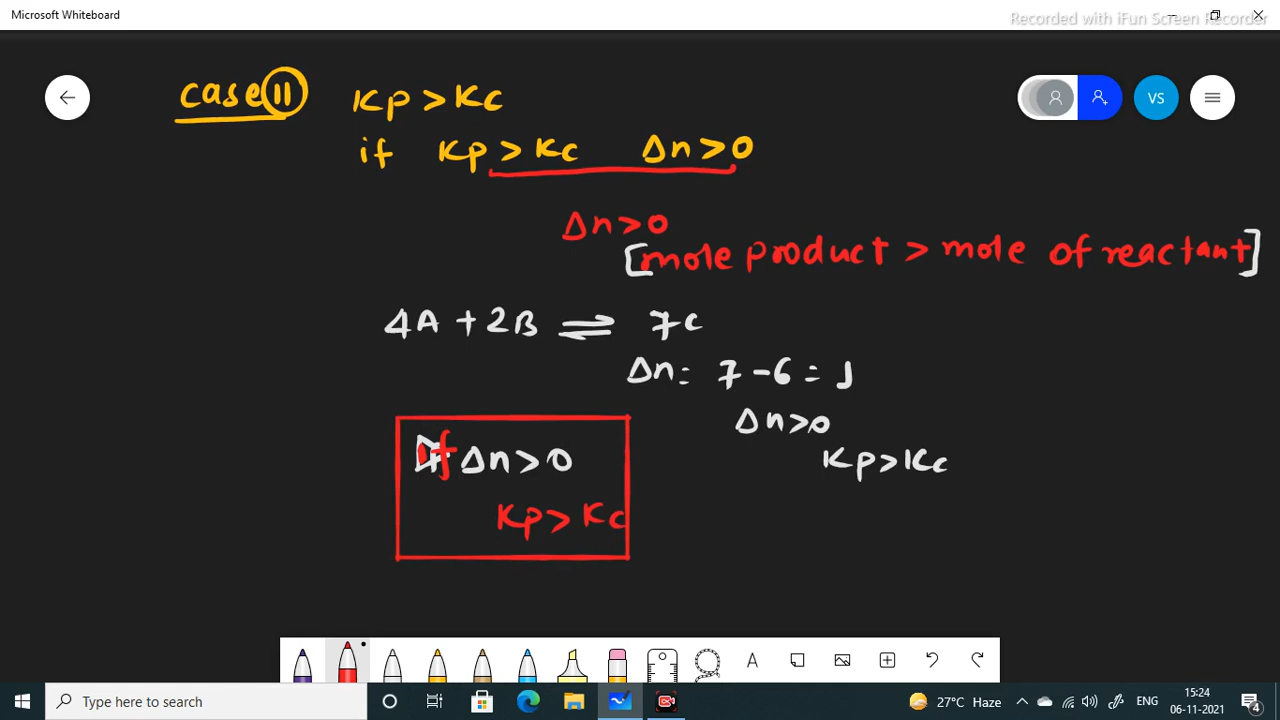 Microsoft Whiteboard
Recorded with iFun Screen Recorder
case II Kp > Kc
if Kp > Kc Δn > 0
VS
Δn > 0
[mole product > mole of reactant]
4A + 2B ⇌ 7C
Δn = 7 - 6 = 1
Δn > 0
Kp > Kc
If Δn > 0
Kp > Kc
A
Type here to search
27°C Haze
ENG
15:24
06-11-2021
4